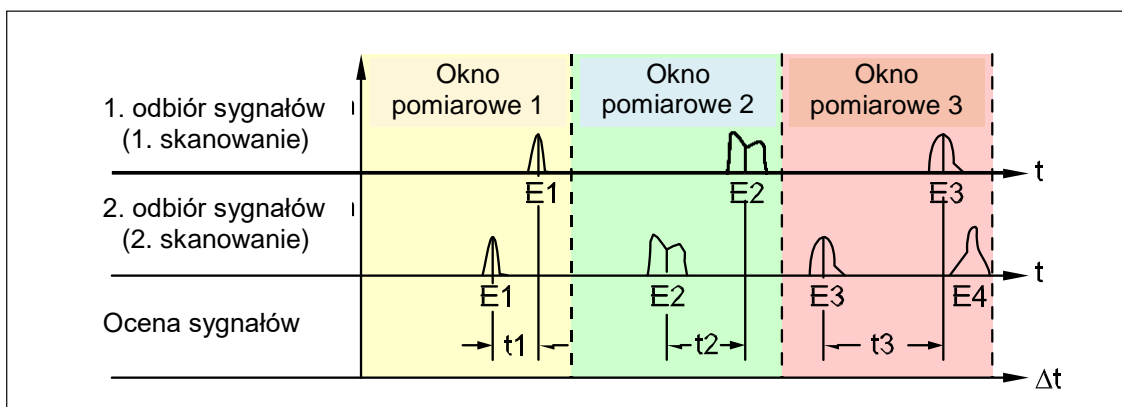 Okno
pomiarowe 1
Okno
pomiarowe 2
Okno
pomiarowe 3
1. odbiór sygnałów
(1. skanowanie)
t
E1
E2
E3
2. odbiór sygnałów
(2. skanowanie)
t
E1
E2
E3
E4
Ocena sygnałów
t1
t2
t3
Δt